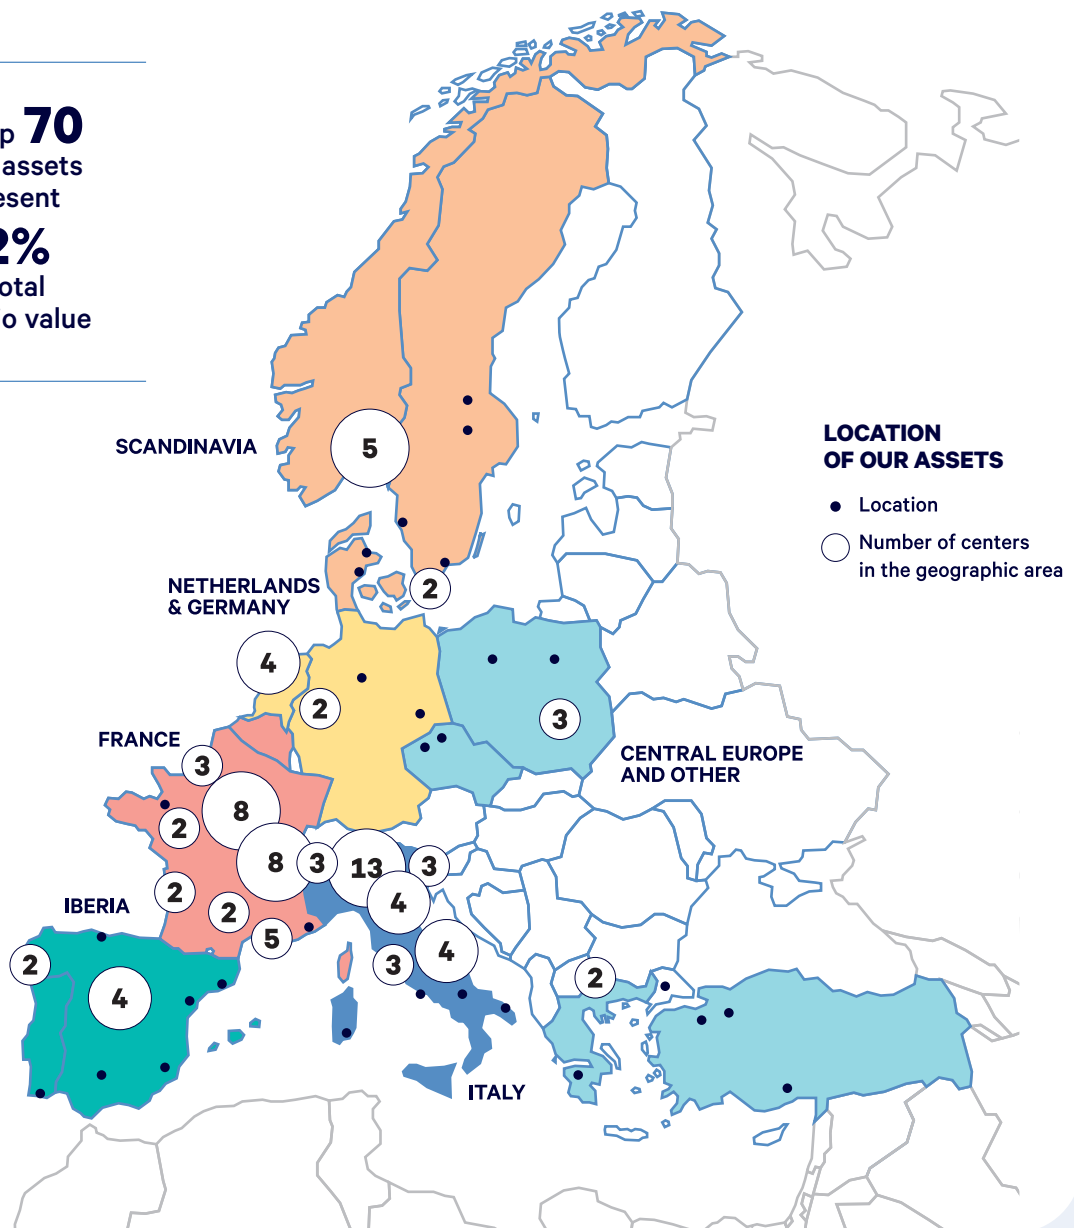 70
assets
2%
value
SCANDINAVIA
5
LOCATION
OF OUR ASSETS
Location
Number of centers
in the geographic area
NETHERLANDS
& GERMANY
2
4
2
3
FRANCE
CENTRAL EUROPE
AND OTHER
3
8
2
8
3
13
3
2
4
IBERIA
2
5
4
3
2
2
4
ITALY